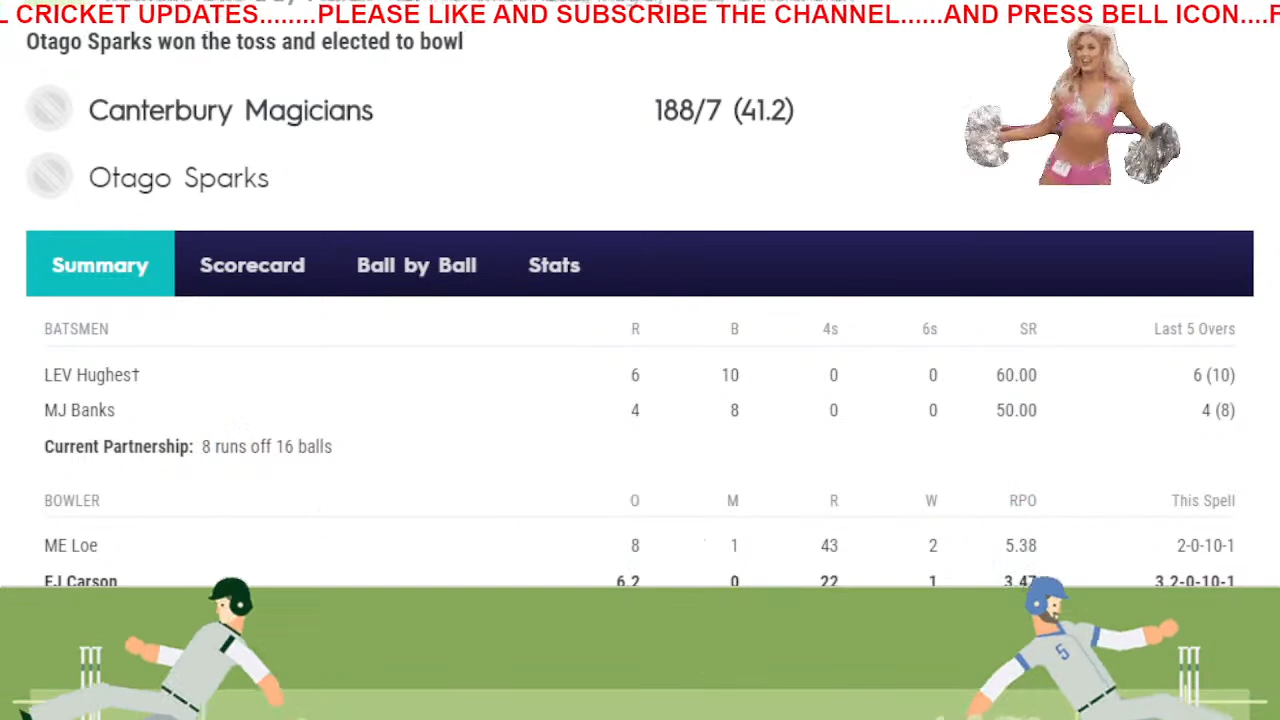 L CRICKET UPDATES........PLEASE LIKE AND SUBSCRIBE THE CHANNEL......AND PRESS BELL ICON....F
Otago Sparks won the toss and elected to bowl
Canterbury Magicians 188/7 (41.2)
Otago Sparks
Summary Scorecard Ball by Ball Stats
BATSMEN R B 4s 6s SR Last 5 Overs
LEV Hughes† 6 10 0 0 60.00 6 (10)
MJ Banks 4 8 0 0 50.00 4 (8)
Current Partnership: 8 runs off 16 balls
BOWLER O M R W RPO This Spell
ME Loe 8 1 43 2 5.38 2-0-10-1
EJ Carson 6.2 0 22 1 3.47 3.2-0-10-1
5